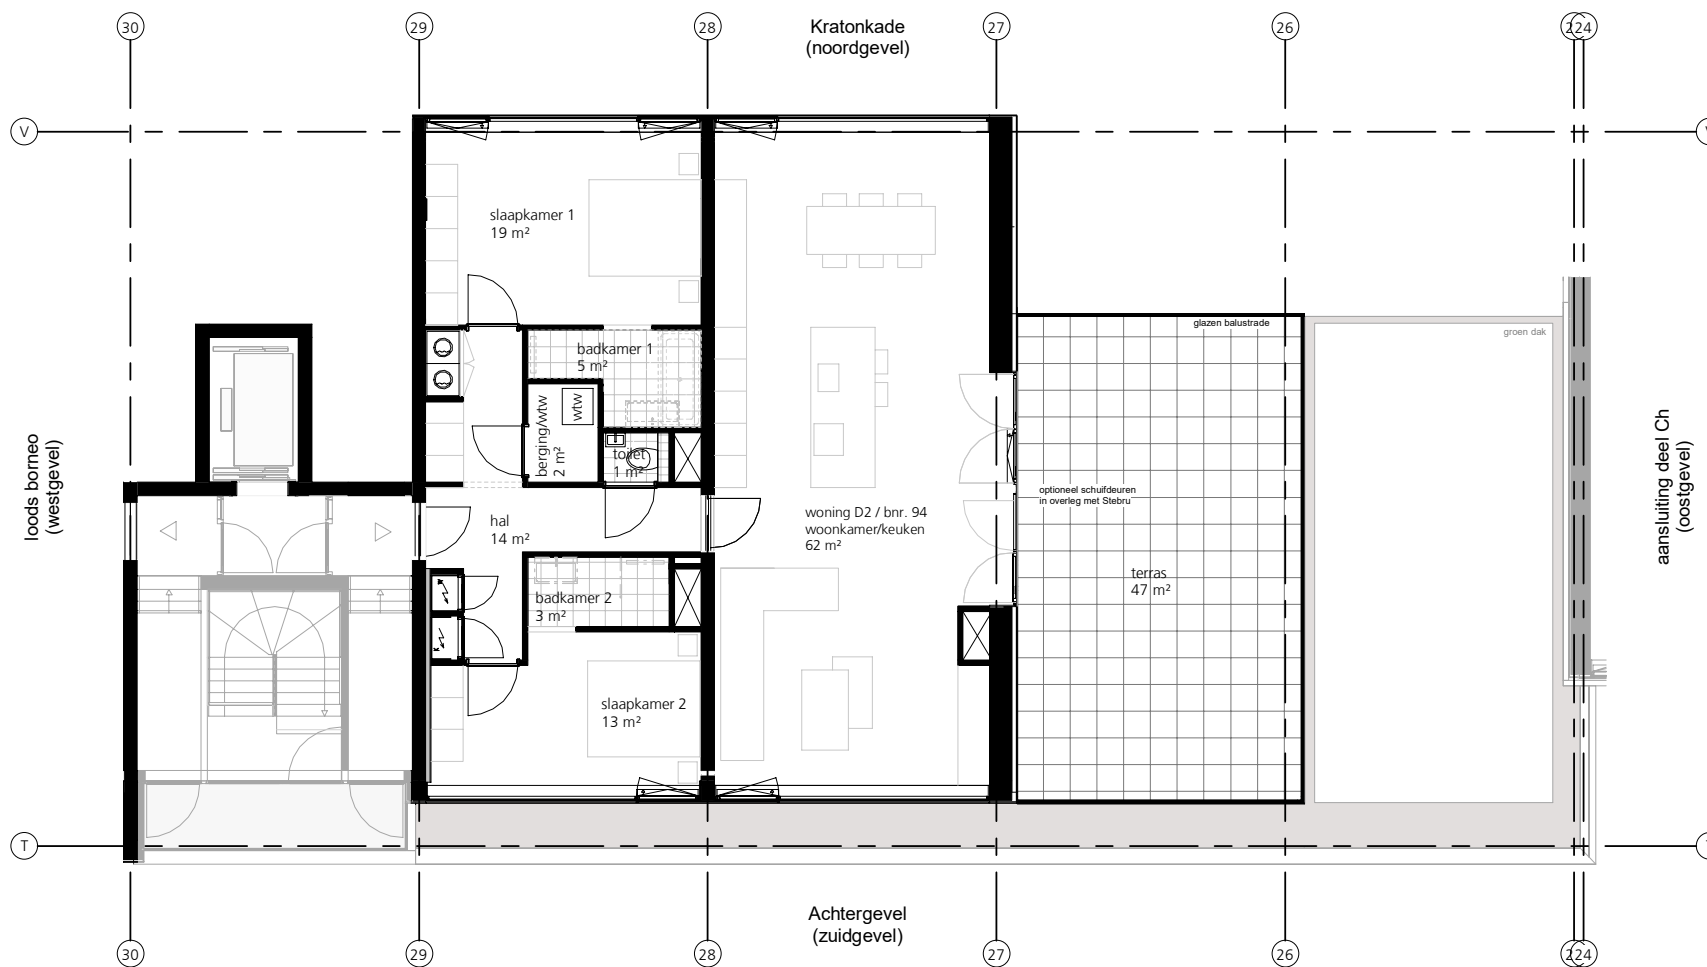 30
29
28
Kratonkade
(noordgevel)
27
26
24
V
slaapkamer 1
19 m²
glazen balustrade
groen dak
badkamer 1
5 m²
wtw
berging/wtw
2 m²
toilet
1 m²
loods borneo
(westgevel)
aansluiting deel Ch
(oostgevel)
optioneel schuifdeuren
in overleg met Stebru
hal
14 m²
woning D2 / bnr. 94
woonkamer/keuken
62 m²
terras
47 m²
badkamer 2
3 m²
slaapkamer 2
13 m²
T
Achtergevel
(zuidgevel)
30
29
28
27
26
24